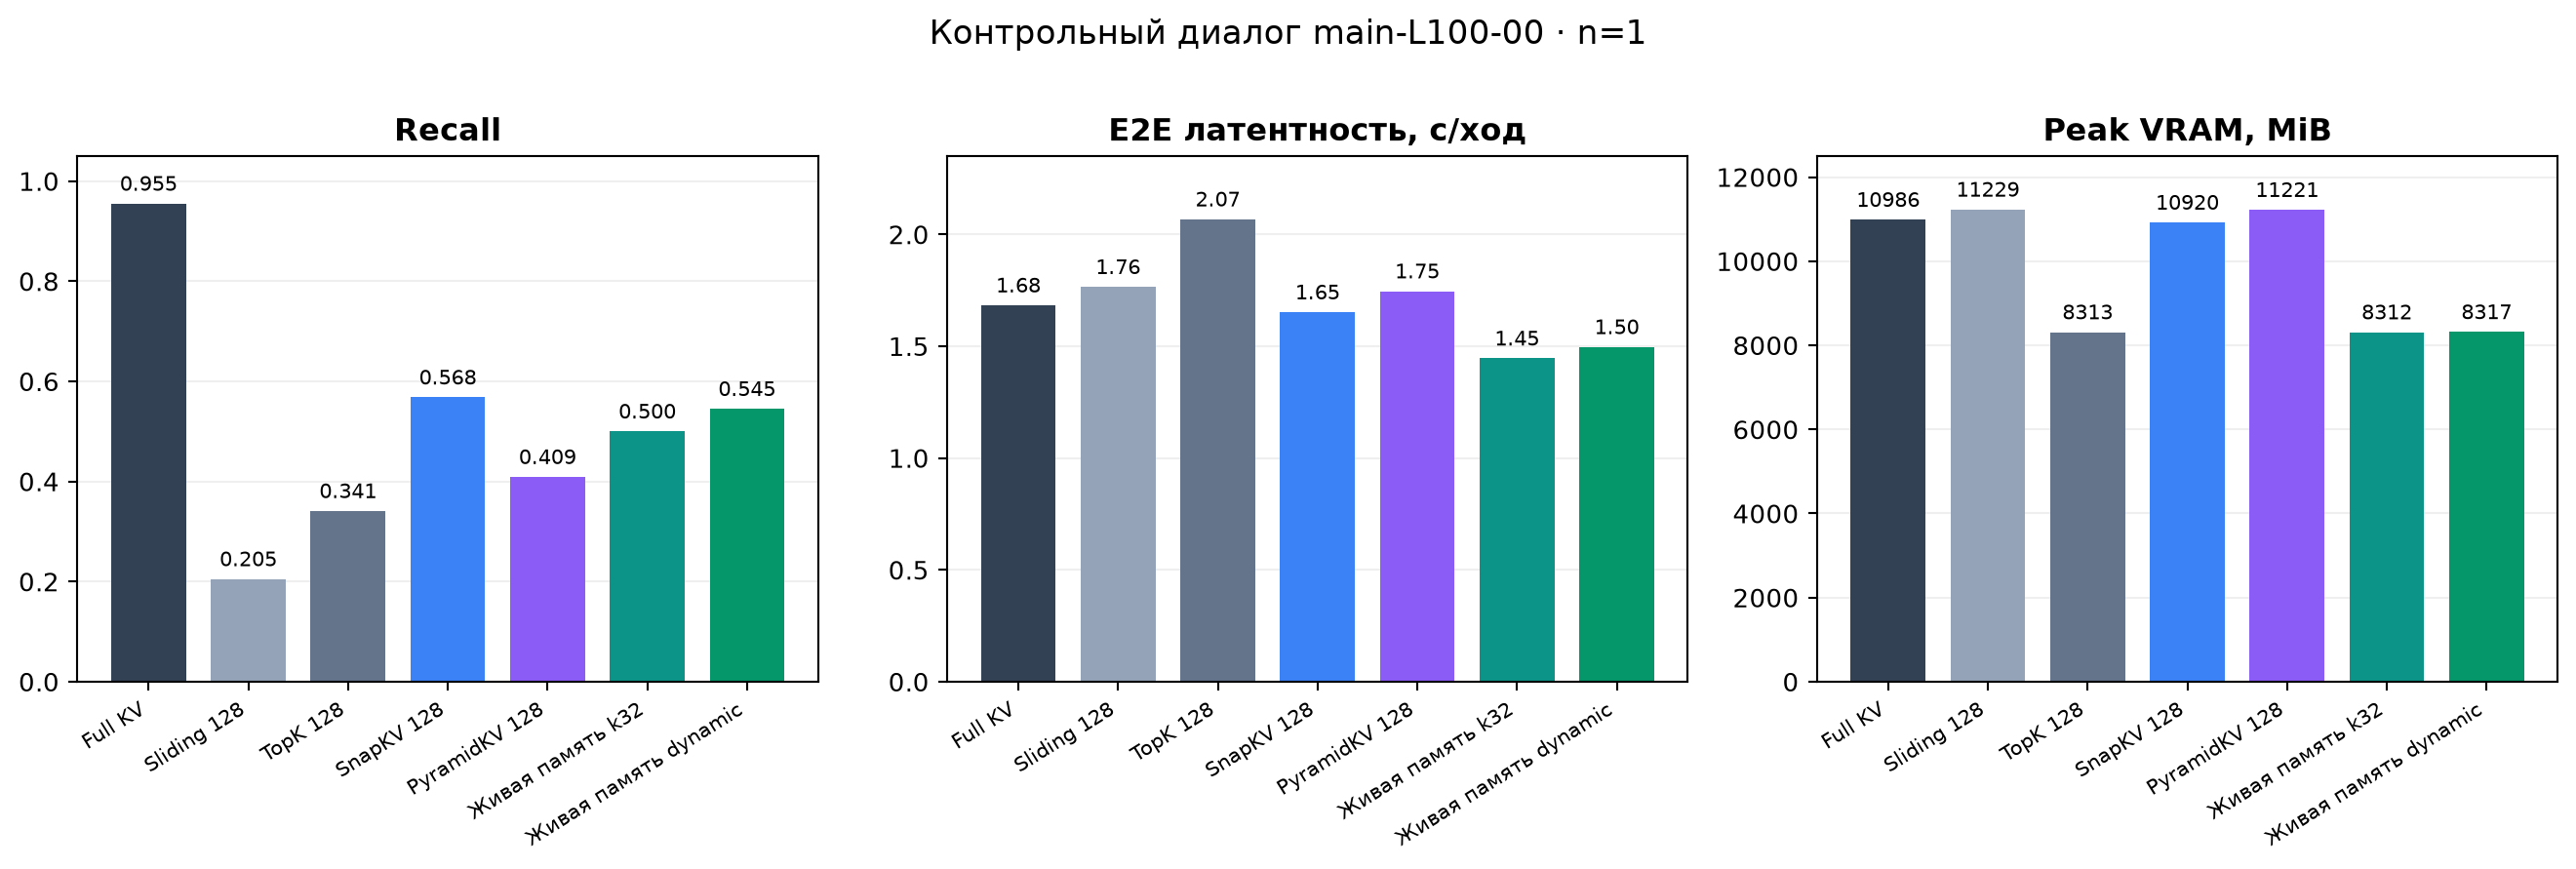 Контрольный диалог main-L100-00 · n=1
Recall
1.0
0.8
0.6
0.4
0.2
0.0
0.955
0.205
0.341
0.568
0.409
0.500
0.545
Full KV
Sliding 128
TopK 128
SnapKV 128
PyramidKV 128
Живая память k32
Живая память dynamic
E2E латентность, с/ход
2.0
1.5
1.0
0.5
0.0
1.68
1.76
2.07
1.65
1.75
1.45
1.50
Full KV
Sliding 128
TopK 128
SnapKV 128
PyramidKV 128
Живая память k32
Живая память dynamic
Peak VRAM, MiB
12000
10000
8000
6000
4000
2000
0
10986
11229
8313
10920
11221
8312
8317
Full KV
Sliding 128
TopK 128
SnapKV 128
PyramidKV 128
Живая память k32
Живая память dynamic